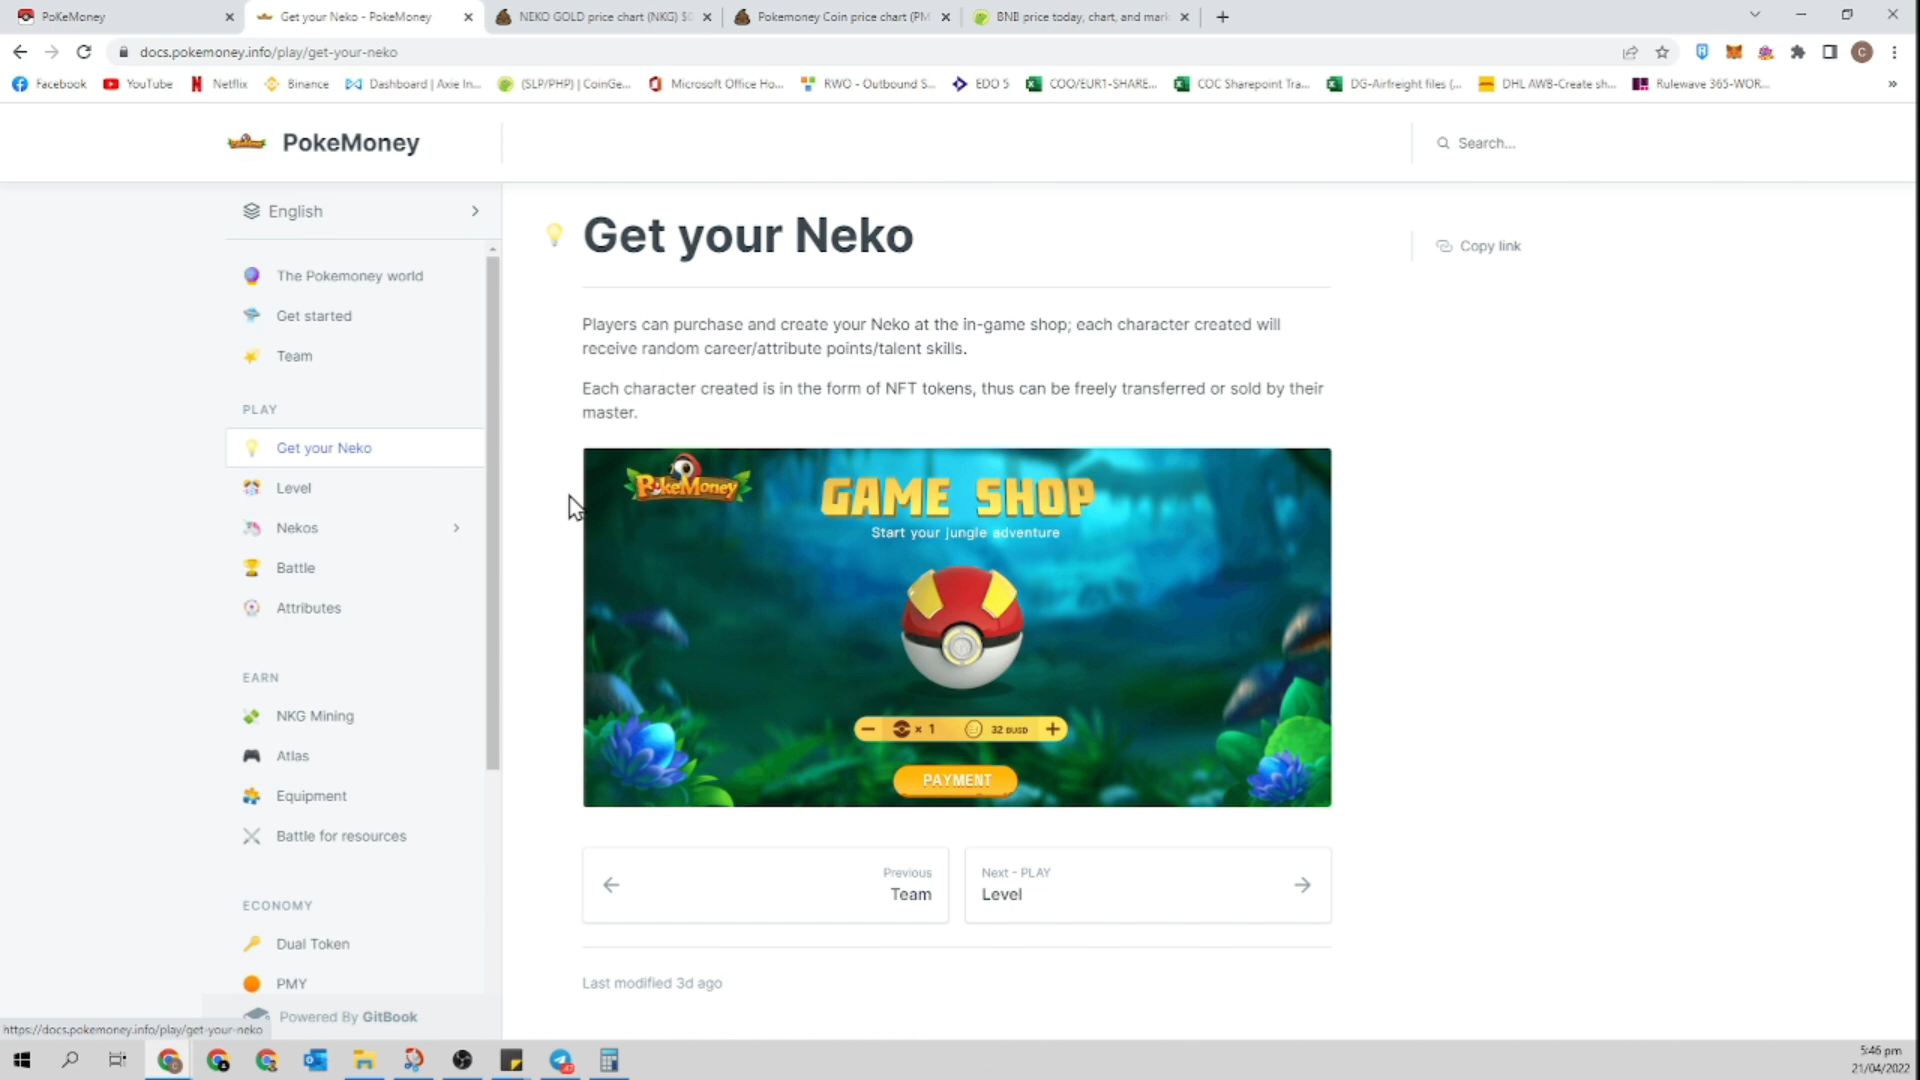 PoKeMoney
Get your Neko - PokeMoney
NEKO GOLD price chart (NKG) $0
Pokemoney Coin price chart (PM
BNB price today, chart, and mark
docs.pokemoney.info/play/get-your-neko
C
Facebook
YouTube
Netflix
Binance
Dashboard | Axie In...
(SLP/PHP) | CoinGe...
Microsoft Office Ho...
RWO - Outbound S...
EDO 5
COO/EUR1-SHARE...
COC Sharepoint Tra...
DG-Airfreight files (...
DHL AWB-Create sh...
Rulewave 365-WOR...
»
PokeMoney
Search...
English
The Pokemoney world
Get started
Team
PLAY
Get your Neko
Level
Nekos
Battle
Attributes
EARN
NKG Mining
Atlas
Equipment
Battle for resources
ECONOMY
Dual Token
PMY
Powered By GitBook
Get your Neko
Copy link
Players can purchase and create your Neko at the in-game shop; each character created will
receive random career/attribute points/talent skills.
Each character created is in the form of NFT tokens, thus can be freely transferred or sold by their
master.
PokeMoney
GAME SHOP
Start your jungle adventure
− × 1 32 BUSD +
PAYMENT
Previous
Team
Next - PLAY
Level
Last modified 3d ago
https://docs.pokemoney.info/play/get-your-neko
5:46 pm
21/04/2022